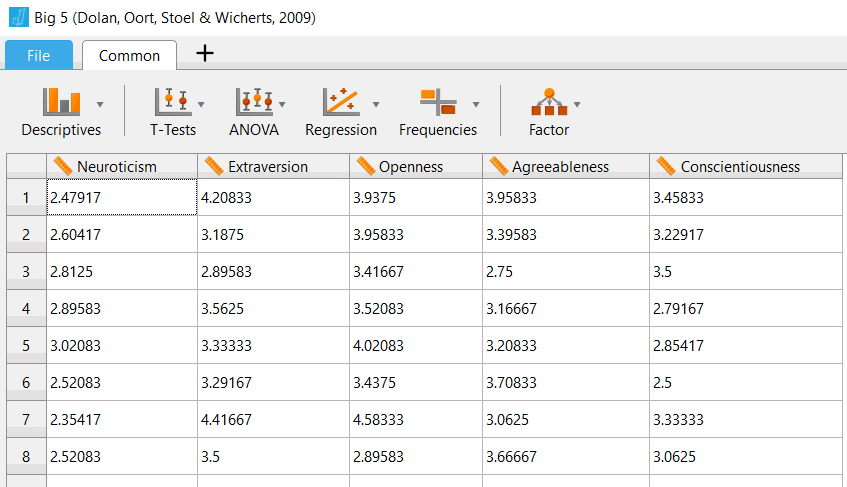 Big 5 (Dolan, Oort, Stoel & Wicherts, 2009)
File Common +
Descriptives T-Tests ANOVA Regression Frequencies Factor
Neuroticism Extraversion Openness Agreeableness Conscientiousness
1 2.47917 4.20833 3.9375 3.95833 3.45833
2 2.60417 3.1875 3.95833 3.39583 3.22917
3 2.8125 2.89583 3.41667 2.75 3.5
4 2.89583 3.5625 3.52083 3.16667 2.79167
5 3.02083 3.33333 4.02083 3.20833 2.85417
6 2.52083 3.29167 3.4375 3.70833 2.5
7 2.35417 4.41667 4.58333 3.0625 3.33333
8 2.52083 3.5 2.89583 3.66667 3.0625